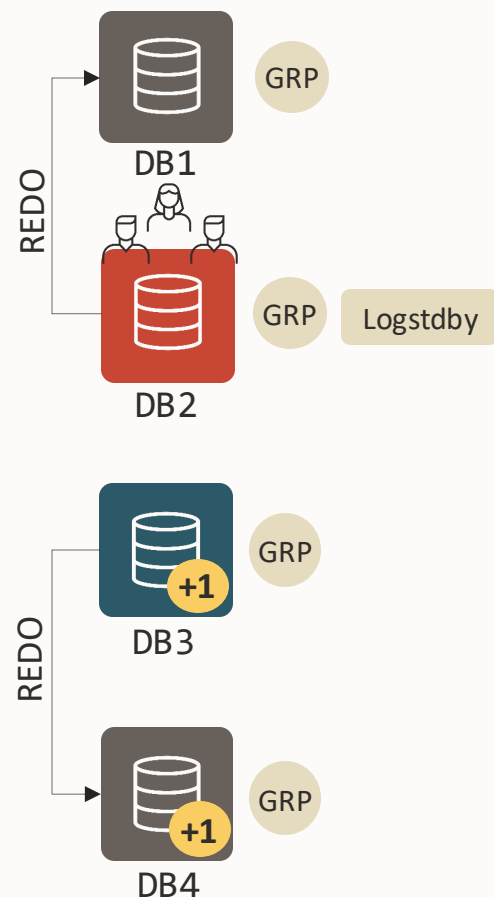 GRP
DB1
REDO
GRP
Logstdby
DB2
GRP
+1
DB3
REDO
GRP
+1
DB4